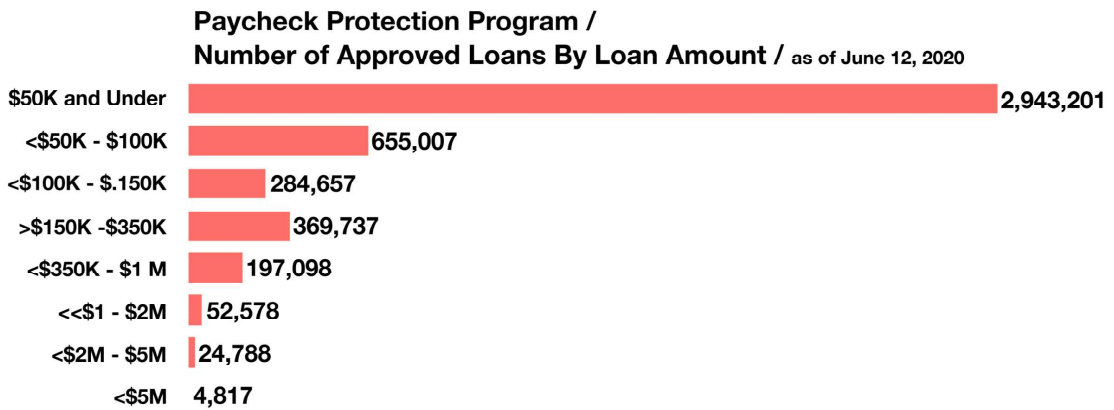 Paycheck Protection Program /
Number of Approved Loans By Loan Amount / as of June 12, 2020
$50K and Under 2,943,201
<$50K - $100K 655,007
<$100K - $.150K 284,657
>$150K -$350K 369,737
<$350K - $1 M 197,098
<<$1 - $2M 52,578
<$2M - $5M 24,788
<$5M 4,817